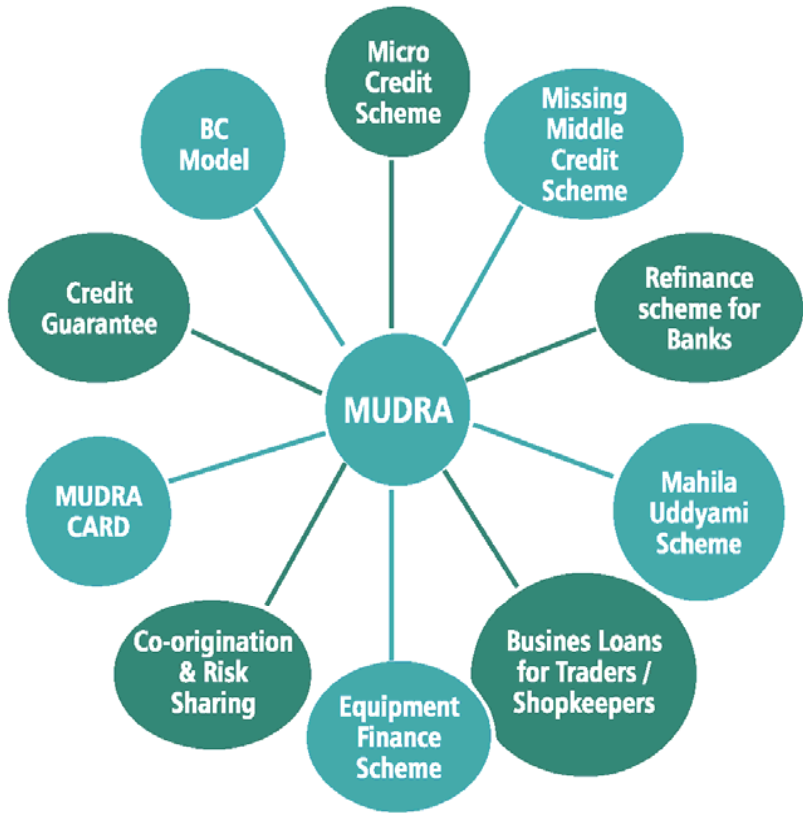 Micro
Credit
Scheme
Missing
Middle
Credit
Scheme
Refinance
scheme for
Banks
Mahila
Uddyami
Scheme
Busines Loans
for Traders /
Shopkeepers
Equipment
Finance
Scheme
Co-origination
& Risk
Sharing
MUDRA
CARD
Credit
Guarantee
BC
Model
MUDRA